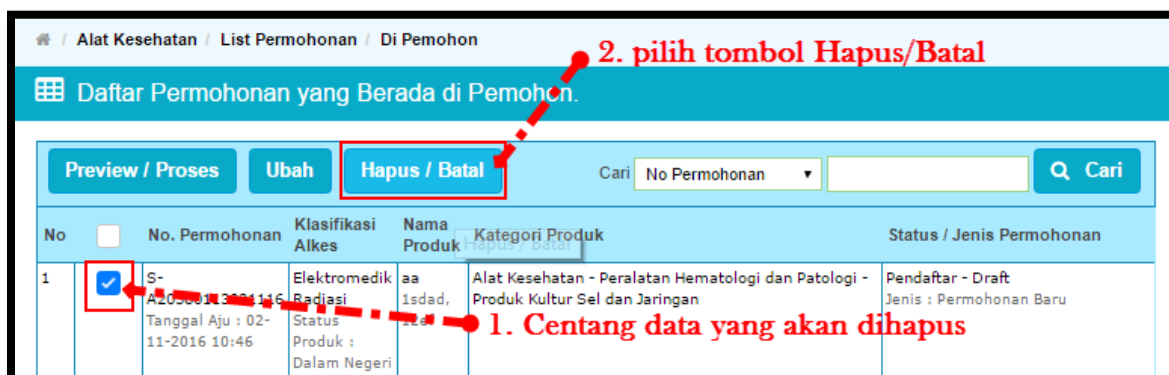 / Alat Kesehatan / List Permohonan / Di Pemohon
2. pilih tombol Hapus/Batal
Daftar Permohonan yang Berada di Pemohon.
Preview / Proses Ubah Hapus / Batal Cari No Permohonan Cari
No No. Permohonan Klasifikasi Alkes Nama Produk Kategori Produk Status / Jenis Permohonan
Hapus / Batal
1 S- Elektromedik aa Alat Kesehatan - Peralatan Hematologi dan Patologi - Pendaftar - Draft
Radiasi 1sdad, Produk Kultur Sel dan Jaringan Jenis : Permohonan Baru
Tanggal Aju : 02- Status
1. Centang data yang akan dihapus
11-2016 10:46 Produk :
Dalam Negeri